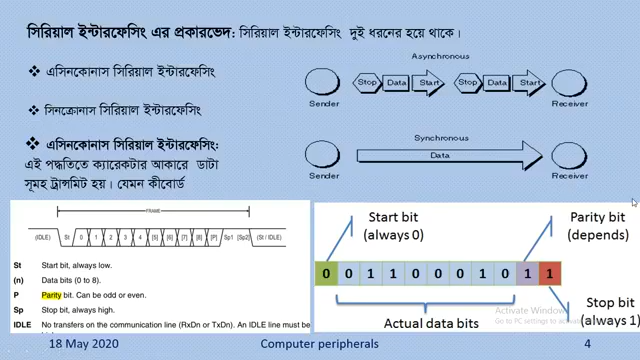 সিরিয়াল ইন্টারফেসিং এর প্রকারভেদ: সিরিয়াল ইন্টারফেসিং দুই ধরনের হয়ে থাকে।
❖ এসিনকোনাস সিরিয়াল ইন্টারফেসিং
❖ সিনক্রোনাস সিরিয়াল ইন্টারফেসিং
❖ এসিনকোনাস সিরিয়াল ইন্টারফেসিং:
এই পদ্ধতিতে ক্যারেকটার আকারে ডাটা
সূমহ ট্রান্সমিট হয়। যেমন কীবোর্ড
Asynchronous
Stop Data Start Stop Data Start
Sender Receiver
Synchronous
Data
Sender Receiver
FRAME
(IDLE) St 0 1 2 3 4 [5] [6] [7] [8] [P] Sp1 [Sp2] (St / IDLE)
St Start bit, always low.
(n) Data bits (0 to 8).
P Parity bit. Can be odd or even.
Sp Stop bit, always high.
IDLE No transfers on the communication line (RxDn or TxDn). An IDLE line must be
Start bit
(always 0)
Parity bit
(depends)
0 0 1 1 0 0 0 1 0 1 1
Actual data bits
Stop bit
(always 1)
Activate Windows
Go to PC settings to activate
18 May 2020 Computer peripherals 4